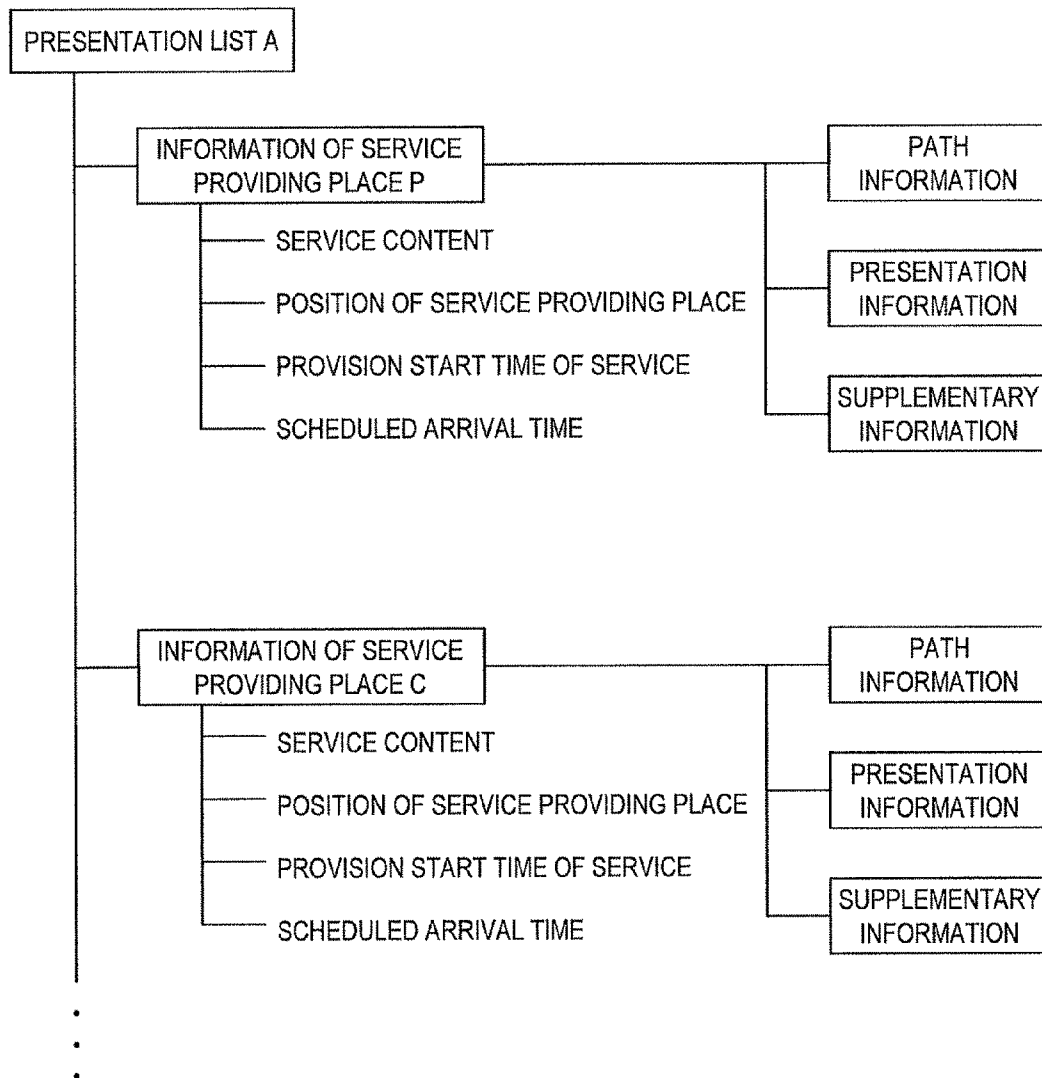 PRESENTATION LIST A
INFORMATION OF SERVICE
PROVIDING PLACE P
SERVICE CONTENT
POSITION OF SERVICE PROVIDING PLACE
PROVISION START TIME OF SERVICE
SCHEDULED ARRIVAL TIME
PATH
INFORMATION
PRESENTATION
INFORMATION
SUPPLEMENTARY
INFORMATION
INFORMATION OF SERVICE
PROVIDING PLACE C
SERVICE CONTENT
POSITION OF SERVICE PROVIDING PLACE
PROVISION START TIME OF SERVICE
SCHEDULED ARRIVAL TIME
PATH
INFORMATION
PRESENTATION
INFORMATION
SUPPLEMENTARY
INFORMATION